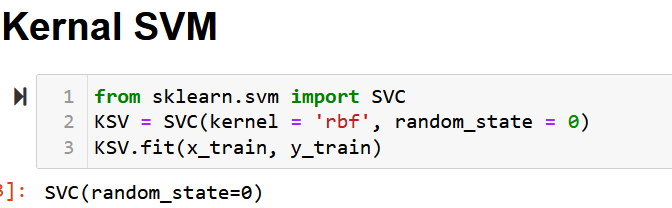 Kernal SVM
1 from sklearn.svm import SVC
2 KSV = SVC(kernel = 'rbf', random_state = 0)
3 KSV.fit(x_train, y_train)
]: SVC(random_state=0)